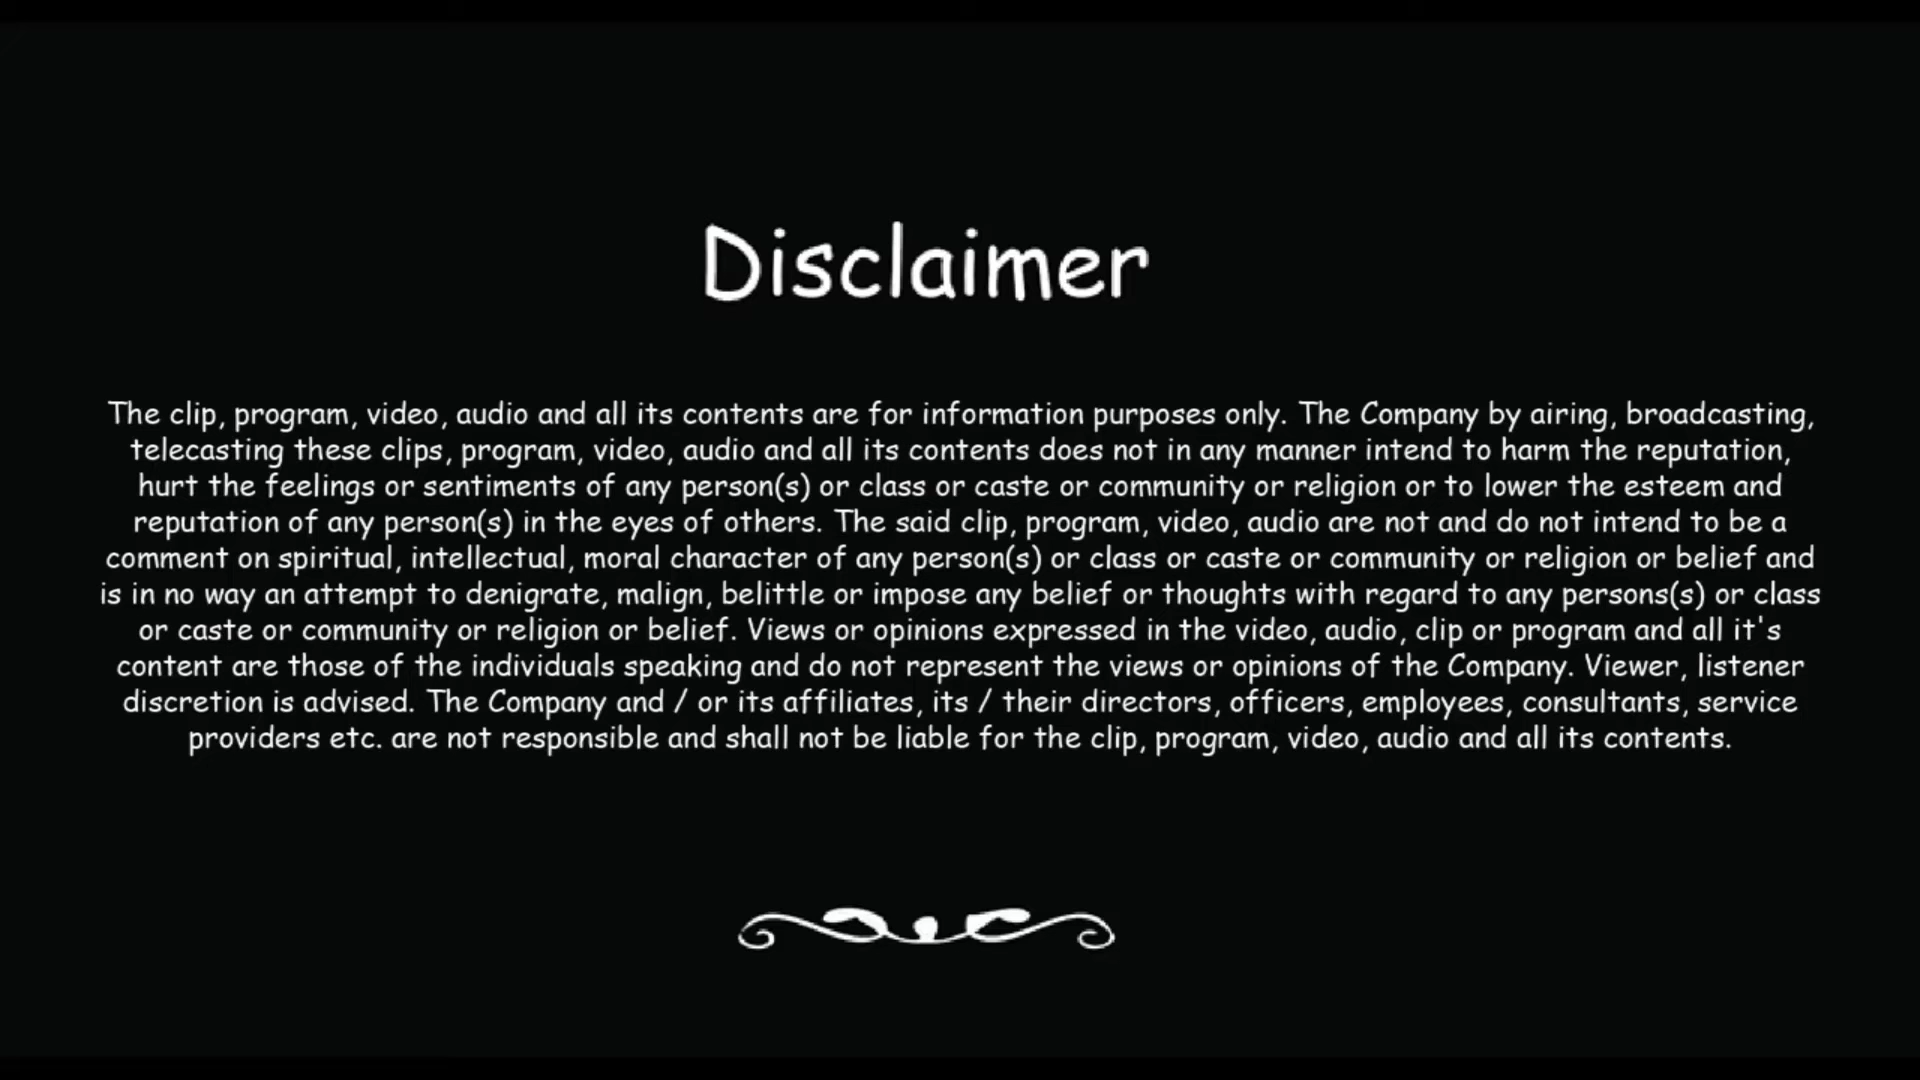 Disclaimer
The clip, program, video, audio and all its contents are for information purposes only. The Company by airing, broadcasting,
telecasting these clips, program, video, audio and all its contents does not in any manner intend to harm the reputation,
hurt the feelings or sentiments of any person(s) or class or caste or community or religion or to lower the esteem and
reputation of any person(s) in the eyes of others. The said clip, program, video, audio are not and do not intend to be a
comment on spiritual, intellectual, moral character of any person(s) or class or caste or community or religion or belief and
is in no way an attempt to denigrate, malign, belittle or impose any belief or thoughts with regard to any persons(s) or class
or caste or community or religion or belief. Views or opinions expressed in the video, audio, clip or program and all it's
content are those of the individuals speaking and do not represent the views or opinions of the Company. Viewer, listener
discretion is advised. The Company and / or its affiliates, its / their directors, officers, employees, consultants, service
providers etc. are not responsible and shall not be liable for the clip, program, video, audio and all its contents.